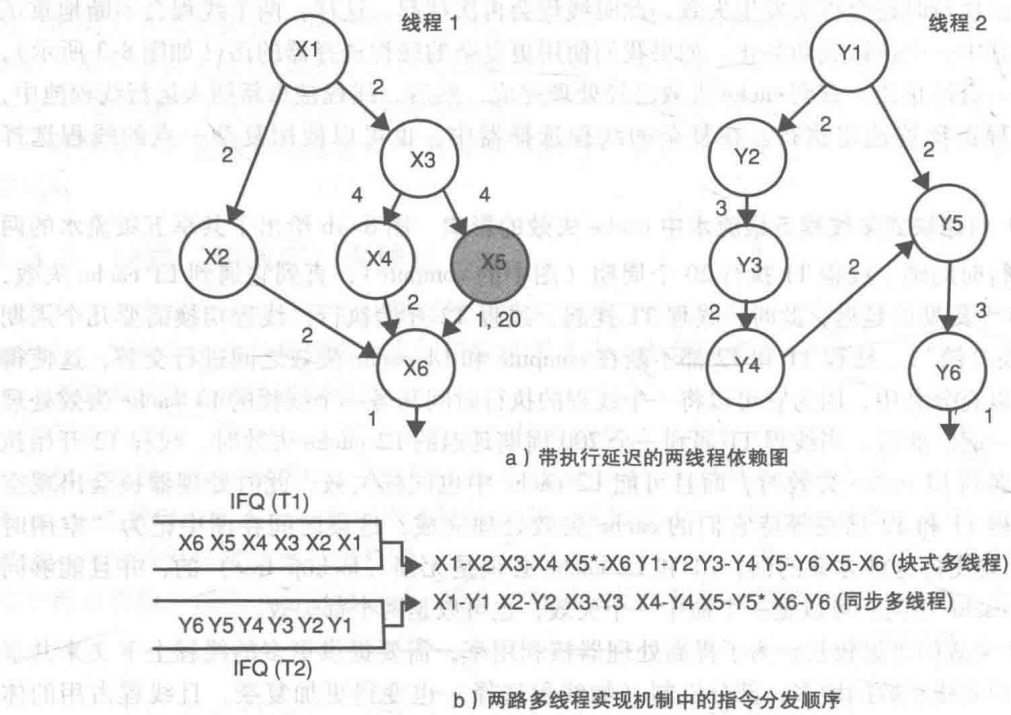 线程 1
线程 2
X1
Y1
2
2
2
2
X3
Y2
4
4
3
2
X2
X4
X5
Y3
Y5
2
2
1, 20
2
2
3
X6
Y4
Y6
1
1
a）带执行延迟的两线程依赖图
IFQ (T1)
X6 X5 X4 X3 X2 X1
X1-X2 X3-X4 X5*-X6 Y1-Y2 Y3-Y4 Y5-Y6 X5-X6 (块式多线程)
X1-Y1 X2-Y2 X3-Y3 X4-Y4 X5-Y5* X6-Y6 (同步多线程)
Y6 Y5 Y4 Y3 Y2 Y1
IFQ (T2)
b）两路多线程实现机制中的指令分发顺序